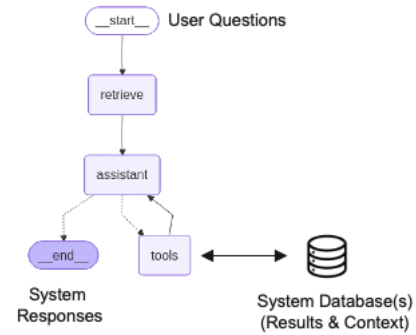 __start__
User Questions
retrieve
assistant
__end__
tools
System
Responses
System Database(s)
(Results & Context)